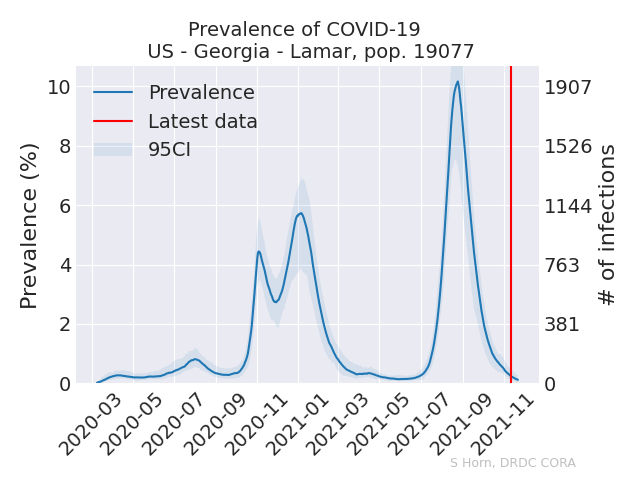 Prevalence of COVID-19
US - Georgia - Lamar, pop. 19077
Prevalence
Latest data
95CI
Prevalence (%)
10
8
6
4
2
0
1907
1526
1144
763
381
0
# of infections
2020-03
2020-05
2020-07
2020-09
2020-11
2021-01
2021-03
2021-05
2021-07
2021-09
2021-11
S Horn, DRDC CORA